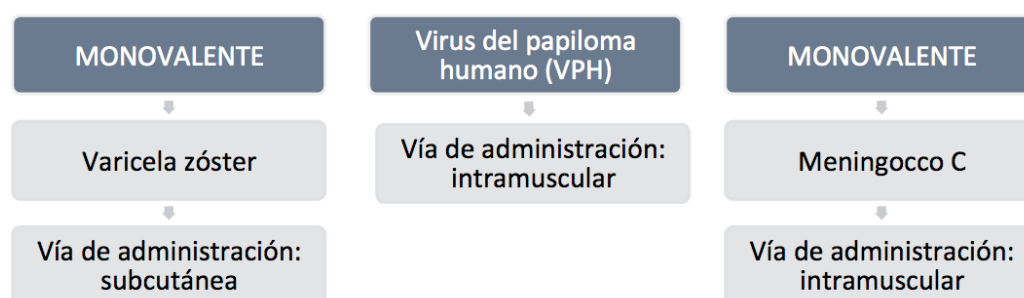 MONOVALENTE
Varicela zóster
Vía de administración:
subcutánea
Virus del papiloma
humano (VPH)
Vía de administración:
intramuscular
MONOVALENTE
Meningocco C
Vía de administración:
intramuscular